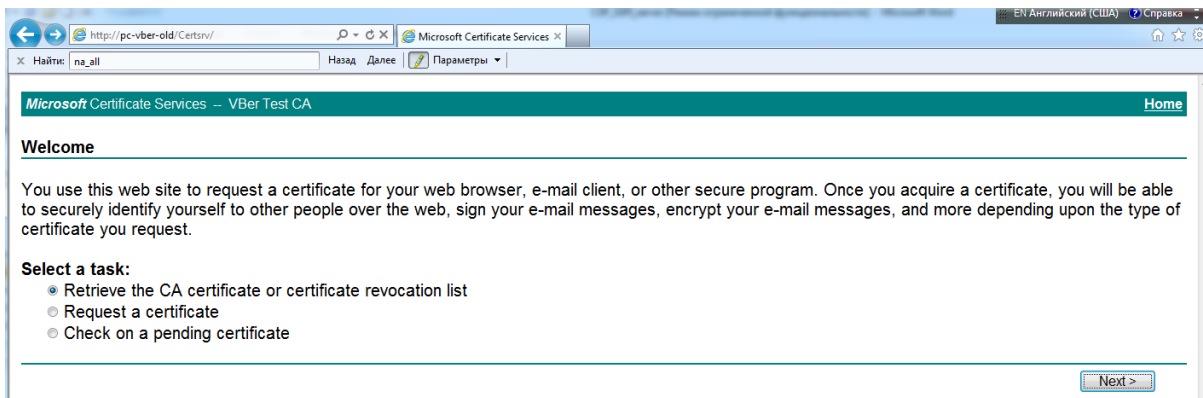 EN Английский (США) Справка
http://pc-vber-old/Certsrv/ Microsoft Certificate Services
Найти: na_all Назад Далее Параметры
Microsoft Certificate Services -- VBer Test CA Home
Welcome
You use this web site to request a certificate for your web browser, e-mail client, or other secure program. Once you acquire a certificate, you will be able
to securely identify yourself to other people over the web, sign your e-mail messages, encrypt your e-mail messages, and more depending upon the type of
certificate you request.
Select a task:
Retrieve the CA certificate or certificate revocation list
Request a certificate
Check on a pending certificate
Next >